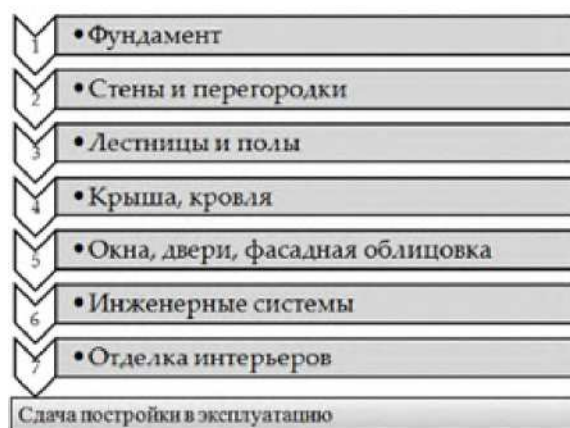 1 • Фундамент
2 • Стены и перегородки
3 • Лестницы и полы
4 • Крыша, кровля
5 • Окна, двери, фасадная облицовка
6 • Инженерные системы
7 • Отделка интерьеров
Сдача постройки в эксплуатацию